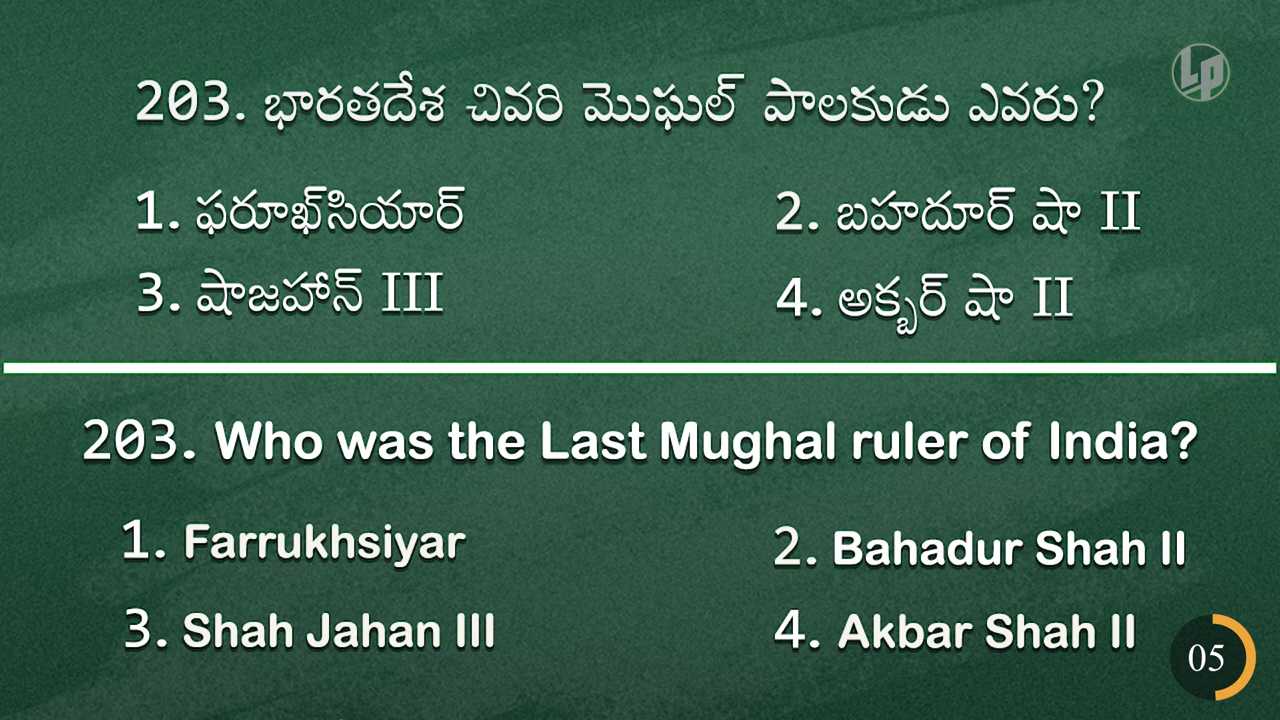 LP
203. భారతదేశ చివరి మొఘల్ పాలకుడు ఎవరు?
1. ఫరూఖ్‌సియార్ 2. బహదూర్ షా II
3. షాజహాన్ III 4. అక్బర్ షా II
203. Who was the Last Mughal ruler of India?
1. Farrukhsiyar 2. Bahadur Shah II
3. Shah Jahan III 4. Akbar Shah II
05